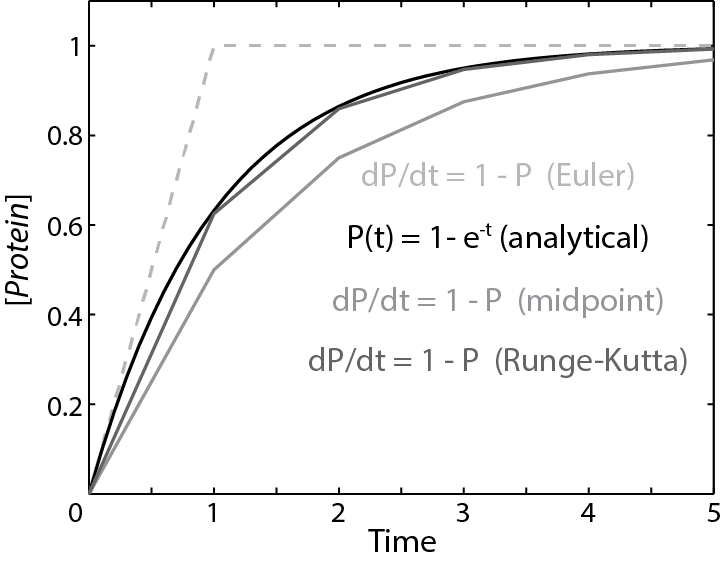 1
0.8
0.6
0.4
0.2
[Protein]
dP/dt = 1 - P (Euler)
P(t) = 1- e⁻ᵗ (analytical)
dP/dt = 1 - P (midpoint)
dP/dt = 1 - P (Runge-Kutta)
0 1 2 3 4 5
Time